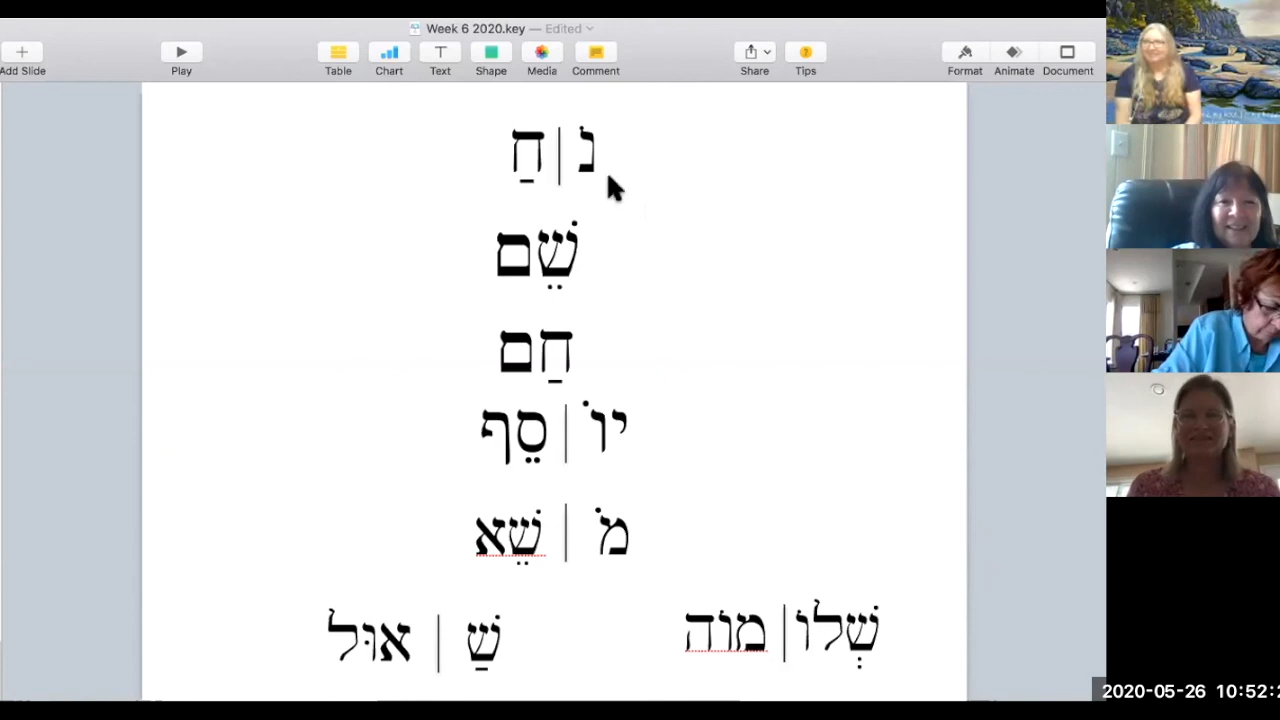 Week 6 2020.key — Edited
Add Slide Play Table Chart Text Shape Media Comment Share Tips Format Animate Document
נֹ | חַ
שֵׁם
חַם
יוֹ | סֵף
מֹ | שֵׁא
שְׁלוֹ | מוֹה
שַׁ | אוּל
2020-05-26 10:52:2